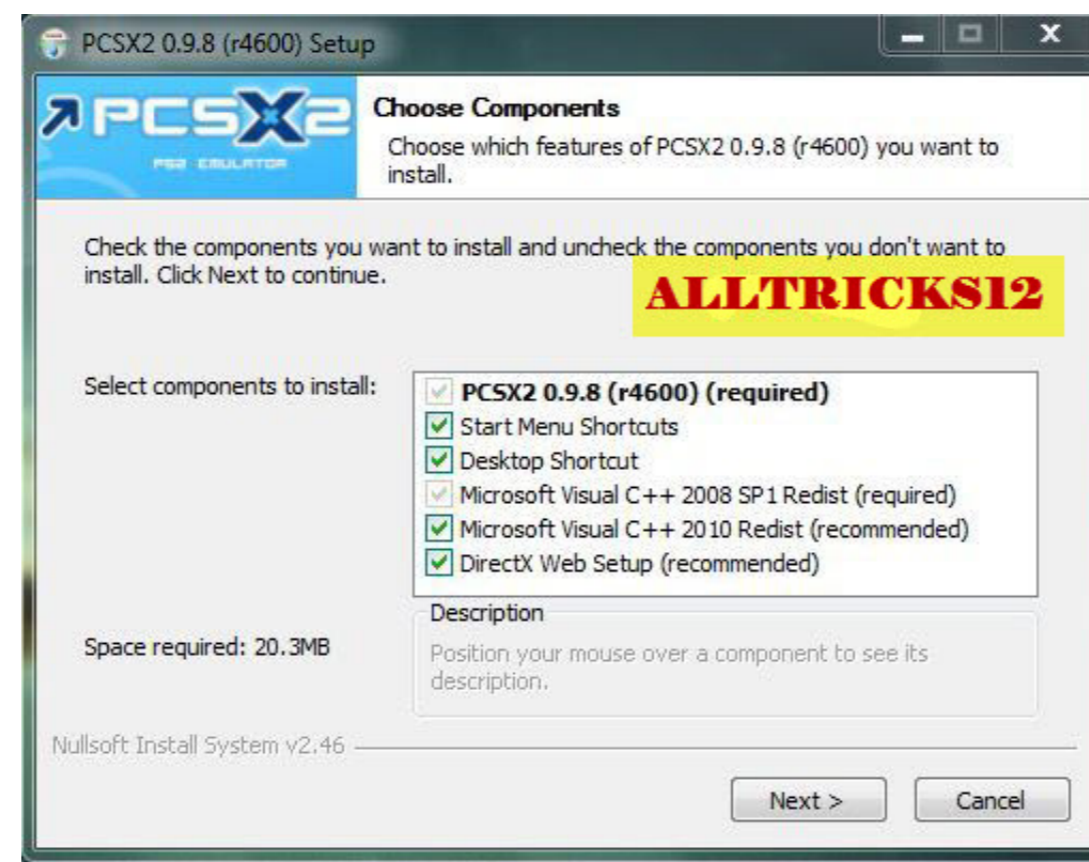 PCSX2 0.9.8 (r4600) Setup
PCSX2
PS2 EMULATOR
Choose Components
Choose which features of PCSX2 0.9.8 (r4600) you want to
install.
Check the components you want to install and uncheck the components you don't want to
install. Click Next to continue.
ALLTRICKS12
Select components to install:
PCSX2 0.9.8 (r4600) (required)
Start Menu Shortcuts
Desktop Shortcut
Microsoft Visual C++ 2008 SP1 Redist (required)
Microsoft Visual C++ 2010 Redist (recommended)
DirectX Web Setup (recommended)
Space required: 20.3MB
Description
Position your mouse over a component to see its
description.
Nullsoft Install System v2.46
Next >
Cancel